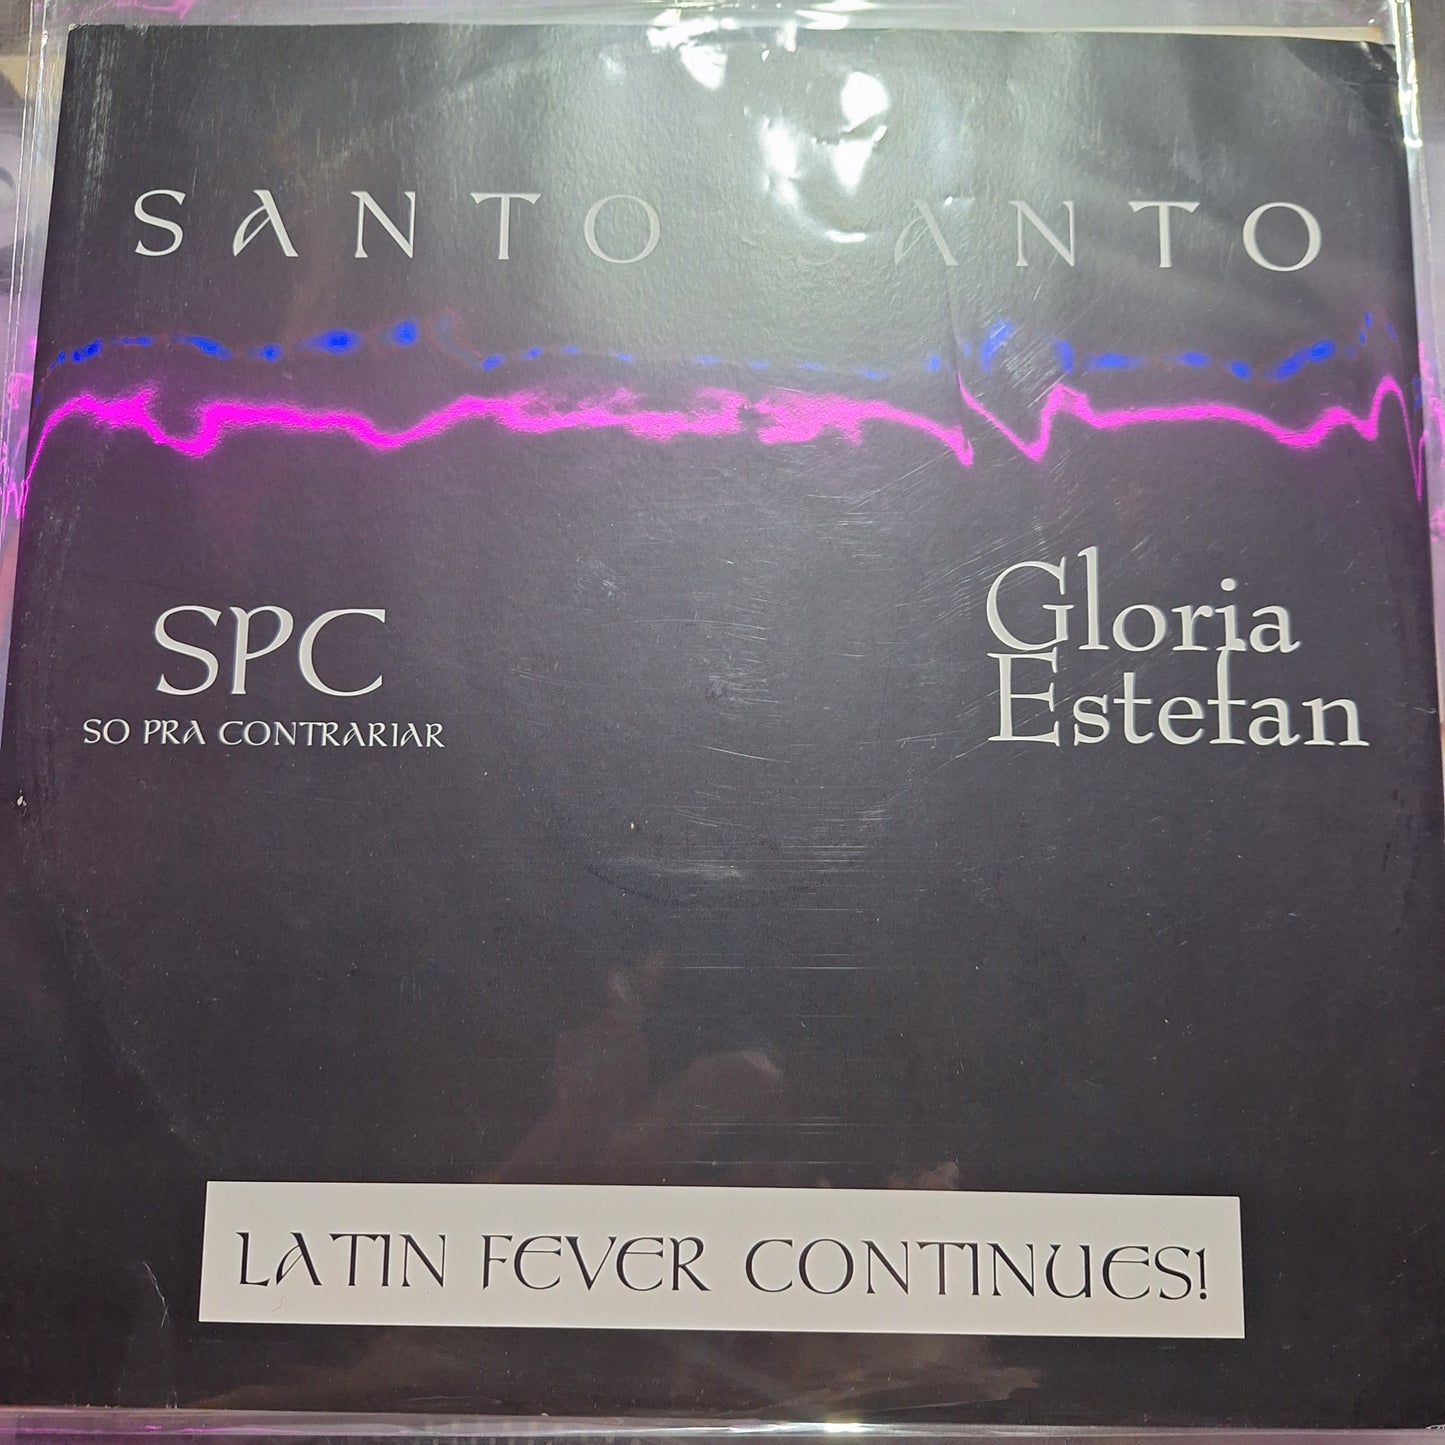 SANTO SANTO
SPC
SO PRA CONTRARIAR
Gloria
Estefan
LATIN FEVER CONTINUES!